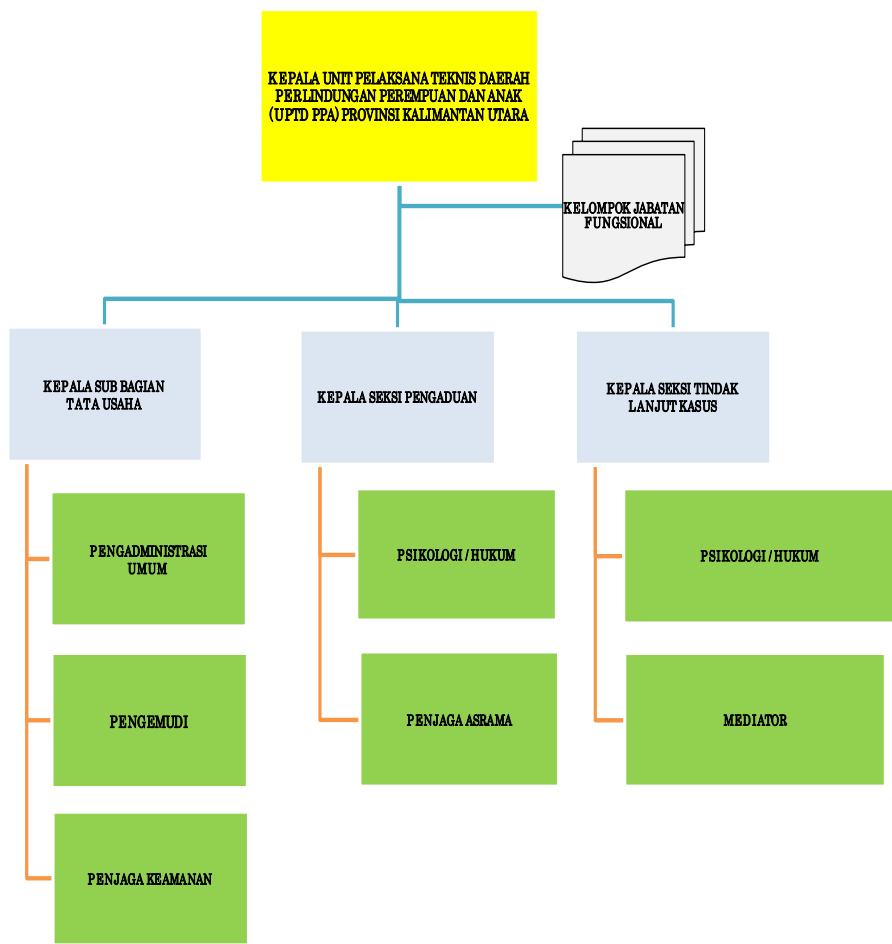 KEPALA UNIT PELAKSANA TEKNIS DAERAH
PERLINDUNGAN PEREMPUAN DAN ANAK
(UPTD PPA) PROVINSI KALIMANTAN UTARA
KELOMPOK JABATAN
FUNGSIONAL
KEPALA SUB BAGIAN
TATA USAHA
KEPALA SEKSI PENGADUAN
KEPALA SEKSI TINDAK
LANJUT KASUS
PENGADMINISTRASI
UMUM
PSIKOLOGI / HUKUM
PSIKOLOGI / HUKUM
PENGEMUDI
PENJAGA ASRAMA
MEDIATOR
PENJAGA KEAMANAN